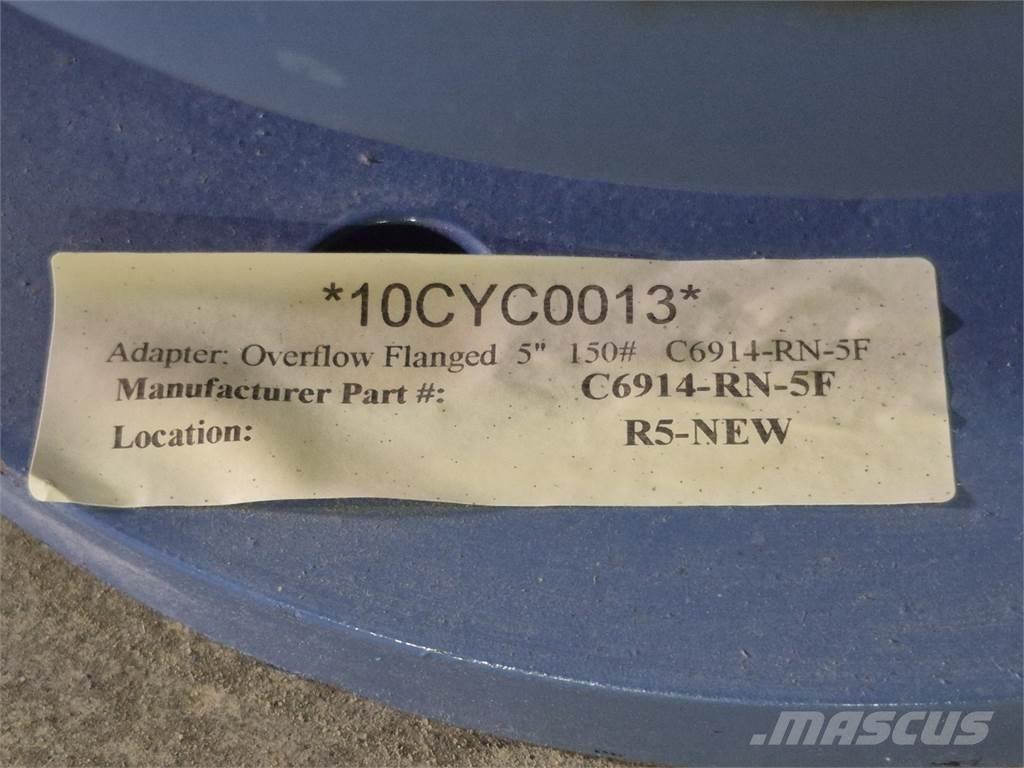 *10CYC0013*
Adapter: Overflow Flanged 5" 150# C6914-RN-5F
Manufacturer Part #: C6914-RN-5F
Location: R5-NEW
MASCUS